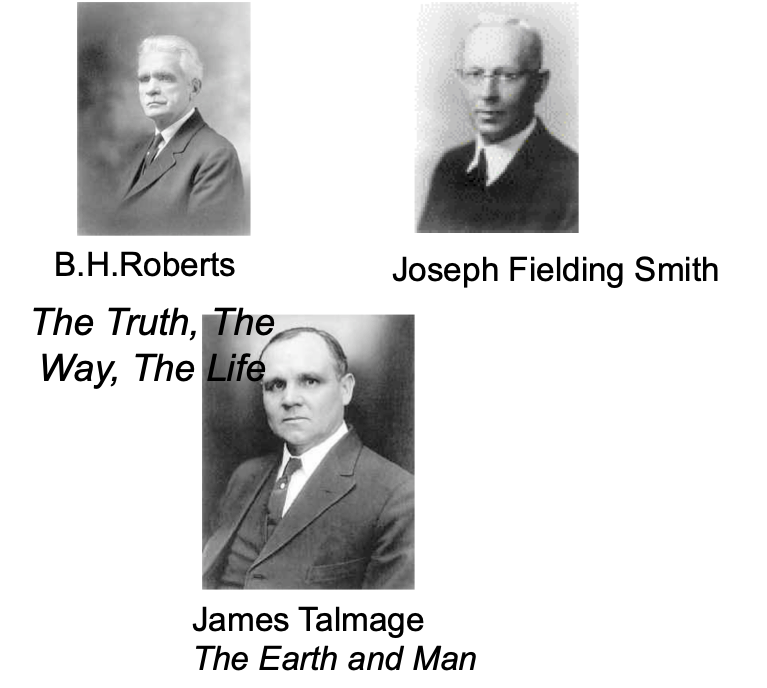 B.H.Roberts
Joseph Fielding Smith
The Truth, The
Way, The Life
James Talmage
The Earth and Man